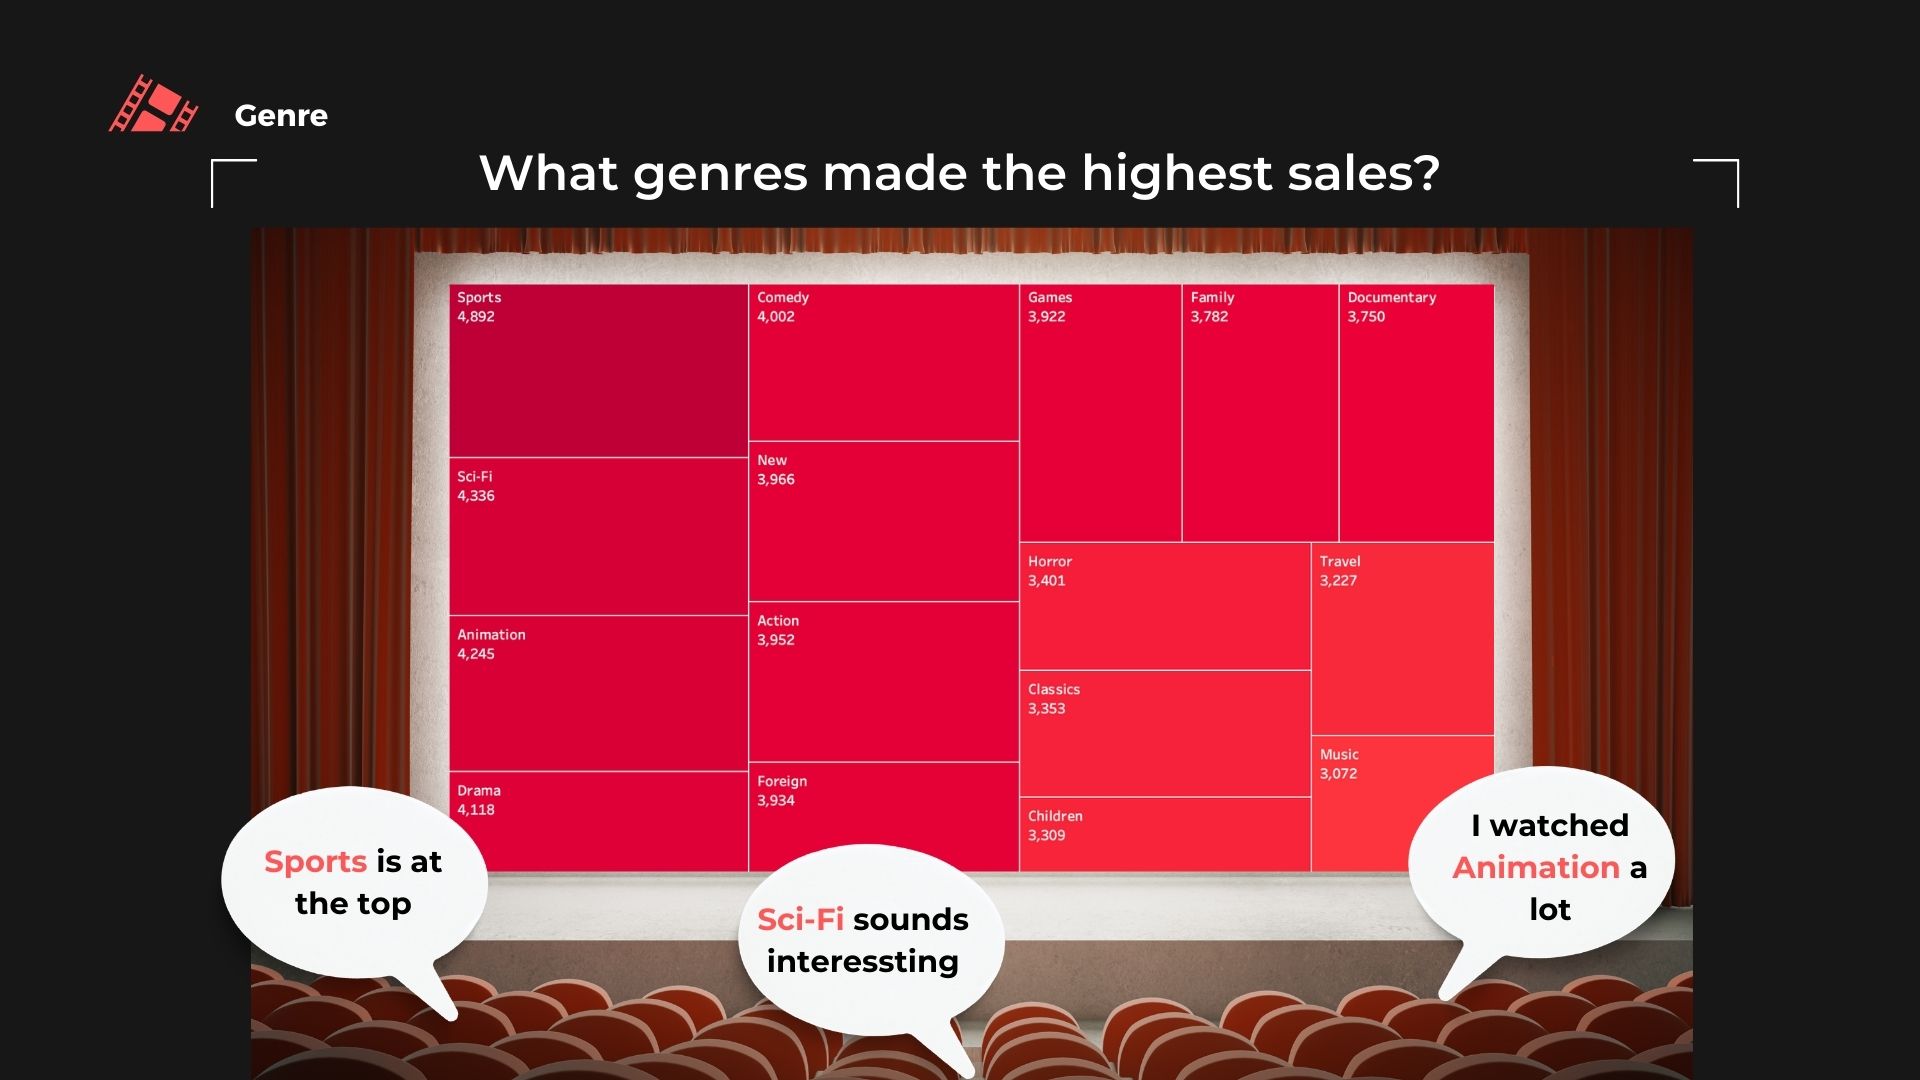 Genre
What genres made the highest sales?
Sports
4,892
Sci-Fi
4,336
Animation
4,245
Drama
4,118
Comedy
4,002
New
3,966
Action
3,952
Foreign
3,934
Games
3,922
Family
3,782
Documentary
3,750
Horror
3,401
Classics
3,353
Children
3,309
Travel
3,227
Music
3,072
Sports is at
the top
Sci-Fi sounds
interessting
I watched
Animation a
lot